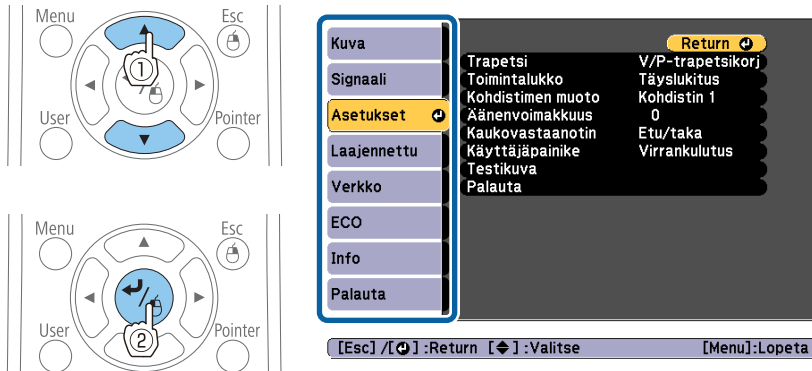 Menu
Esc
①
User
Pointer
Menu
Esc
User
②
Pointer
Kuva
Signaali
Asetukset
Laajennettu
Verkko
ECO
Info
Palauta
Return
Trapetsi V/P-trapetsikorj
Toimintalukko Täyslukitus
Kohdistimen muoto Kohdistin 1
Äänenvoimakkuus 0
Kaukovastaanotin Etu/taka
Käyttäjäpainike Virrankulutus
Testikuva
Palauta
[Esc] /[⏎] :Return [◆] :Valitse [Menu]:Lopeta